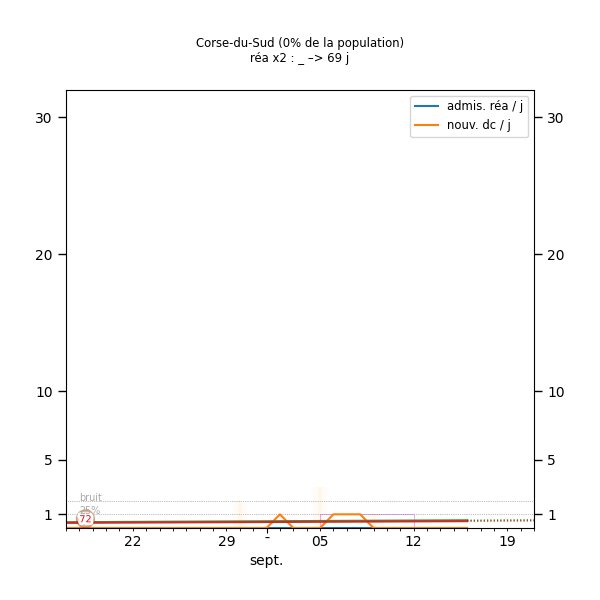 Corse-du-Sud (0% de la population)
réa x2 : _ –> 69 j
admis. réa / j
nouv. dc / j
30 30
20 20
10 10
5 5
bruit
25%
72
1 1
22 29 - 05 12 19
sept.